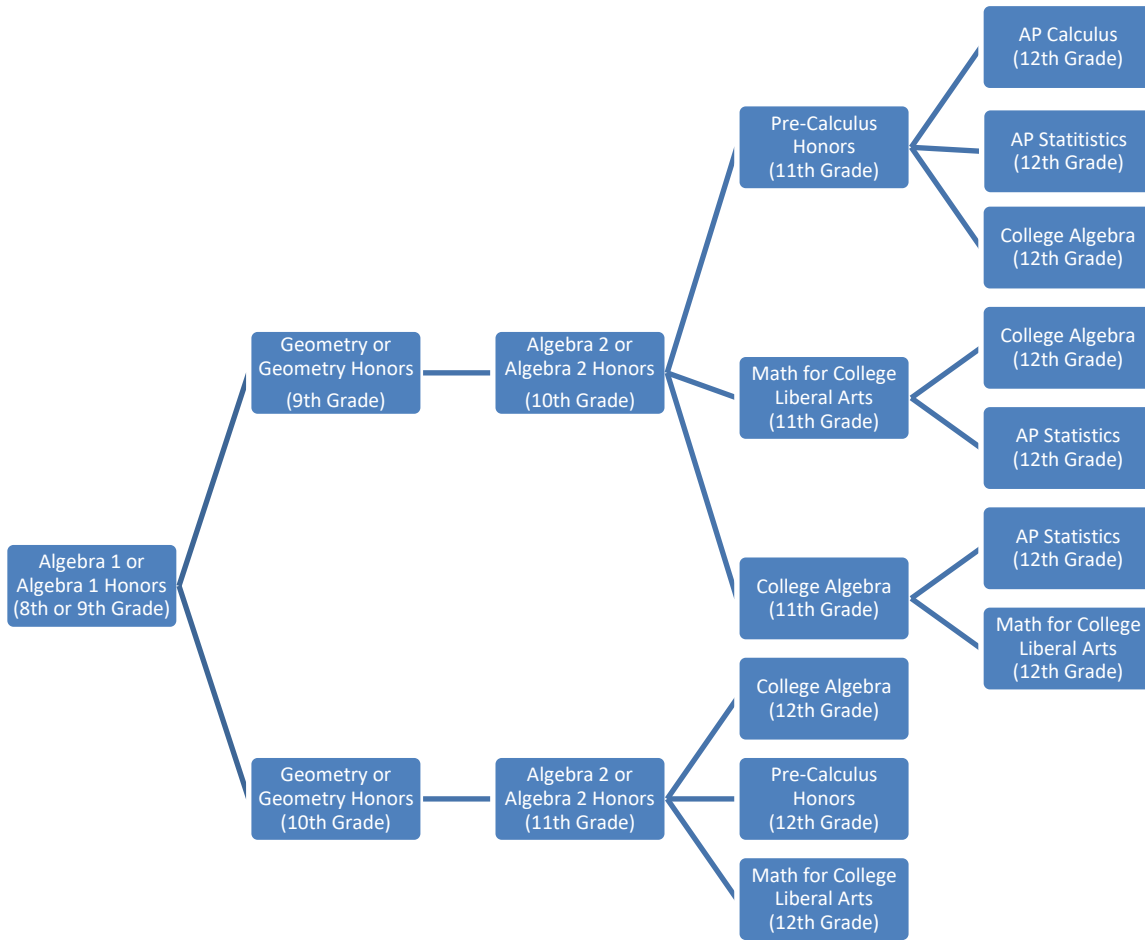 Algebra 1 or
Algebra 1 Honors
(8th or 9th Grade)
Geometry or
Geometry Honors
(9th Grade)
Algebra 2 or
Algebra 2 Honors
(10th Grade)
Pre-Calculus
Honors
(11th Grade)
AP Calculus
(12th Grade)
AP Statitistics
(12th Grade)
College Algebra
(12th Grade)
Math for College
Liberal Arts
(11th Grade)
College Algebra
(12th Grade)
AP Statistics
(12th Grade)
College Algebra
(11th Grade)
AP Statistics
(12th Grade)
Math for College
Liberal Arts
(12th Grade)
Geometry or
Geometry Honors
(10th Grade)
Algebra 2 or
Algebra 2 Honors
(11th Grade)
College Algebra
(12th Grade)
Pre-Calculus
Honors
(12th Grade)
Math for College
Liberal Arts
(12th Grade)